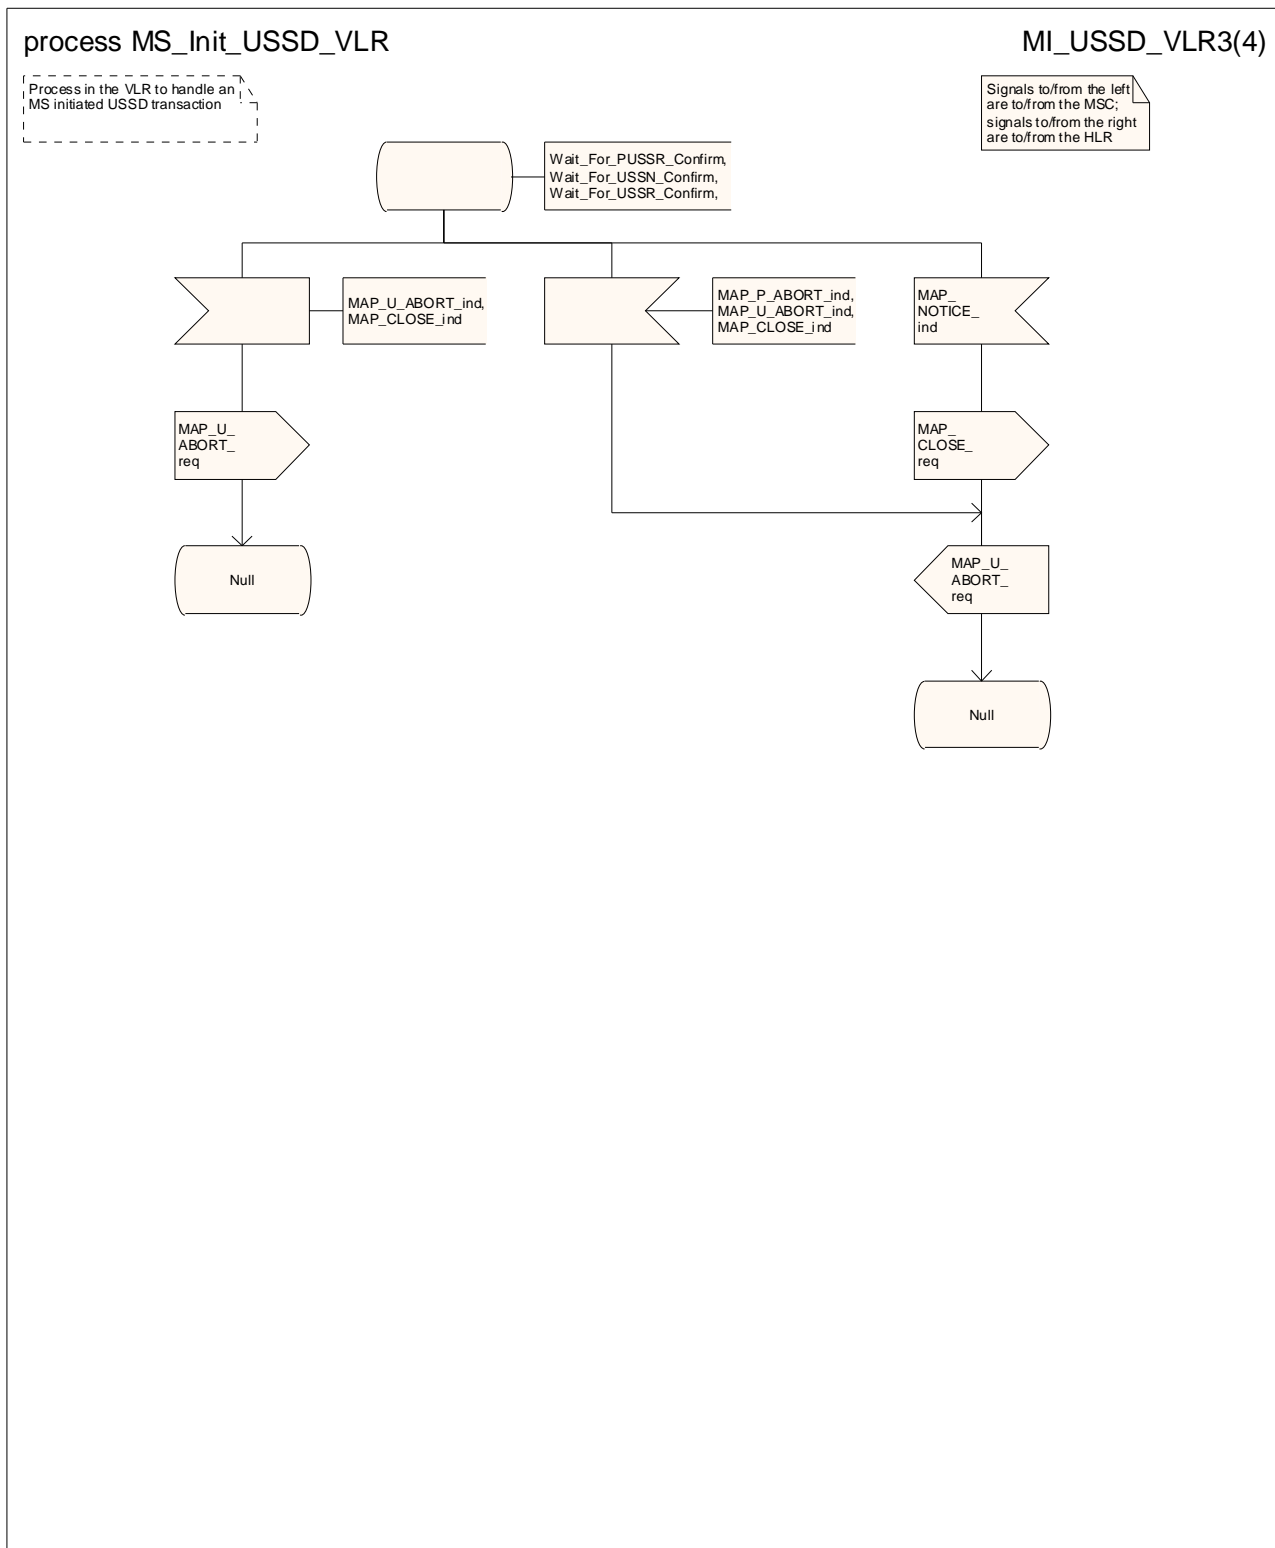 process MS_Init_USSD_VLR
MI_USSD_VLR3(4)
Process in the VLR to handle an
MS initiated USSD transaction
Signals to/from the left
are to/from the MSC;
signals to/from the right
are to/from the HLR
Wait_For_PUSSR_Confirm,
Wait_For_USSN_Confirm,
Wait_For_USSR_Confirm,
MAP_U_ABORT_ind,
MAP_CLOSE_ind
MAP_P_ABORT_ind,
MAP_U_ABORT_ind,
MAP_CLOSE_ind
MAP_
NOTICE_
ind
MAP_U_
ABORT_
req
MAP_
CLOSE_
req
Null
MAP_U_
ABORT_
req
Null